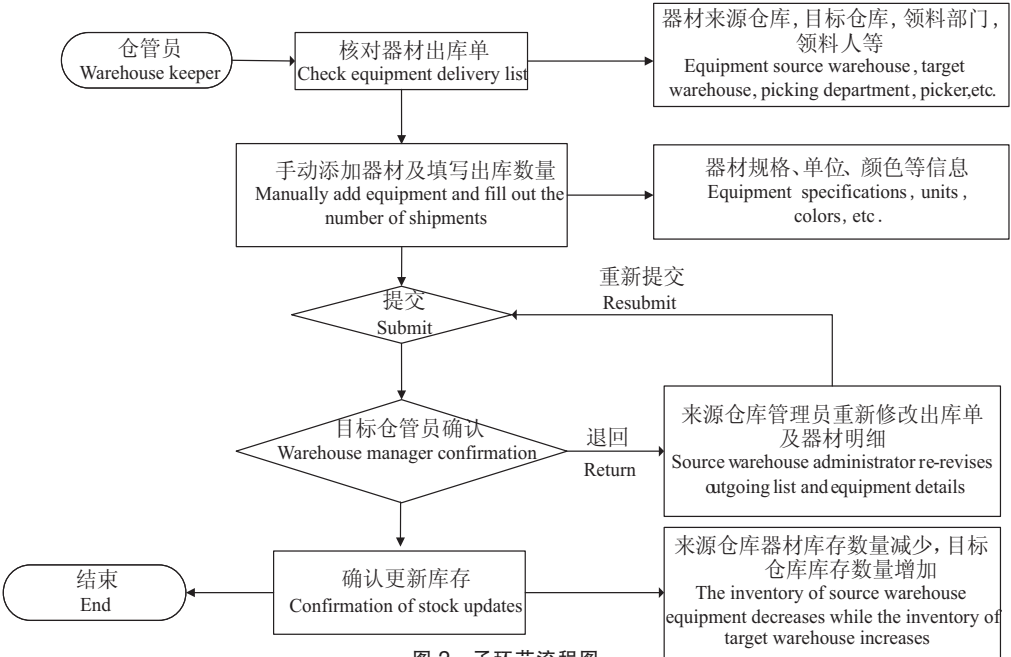 仓管员
Warehouse keeper
核对器材出库单
Check equipment delivery list
器材来源仓库,目标仓库,领料部门,
领料人等
Equipment source warehouse, target
warehouse, picking department, picker,etc.
手动添加器材及填写出库数量
Manually add equipment and fill out the
number of shipments
器材规格、单位、颜色等信息
Equipment specifications, units,
colors, etc.
提交
Submit
重新提交
Resubmit
目标仓管员确认
Warehouse manager confirmation
退回
Return
来源仓库管理员重新修改出库单
及器材明细
Source warehouse administrator re-revises
outgoing list and equipment details
确认更新库存
Confirmation of stock updates
结束
End
来源仓库器材库存数量减少,目标
仓库库存数量增加
The inventory of source warehouse
equipment decreases while the inventory of
target warehouse increases